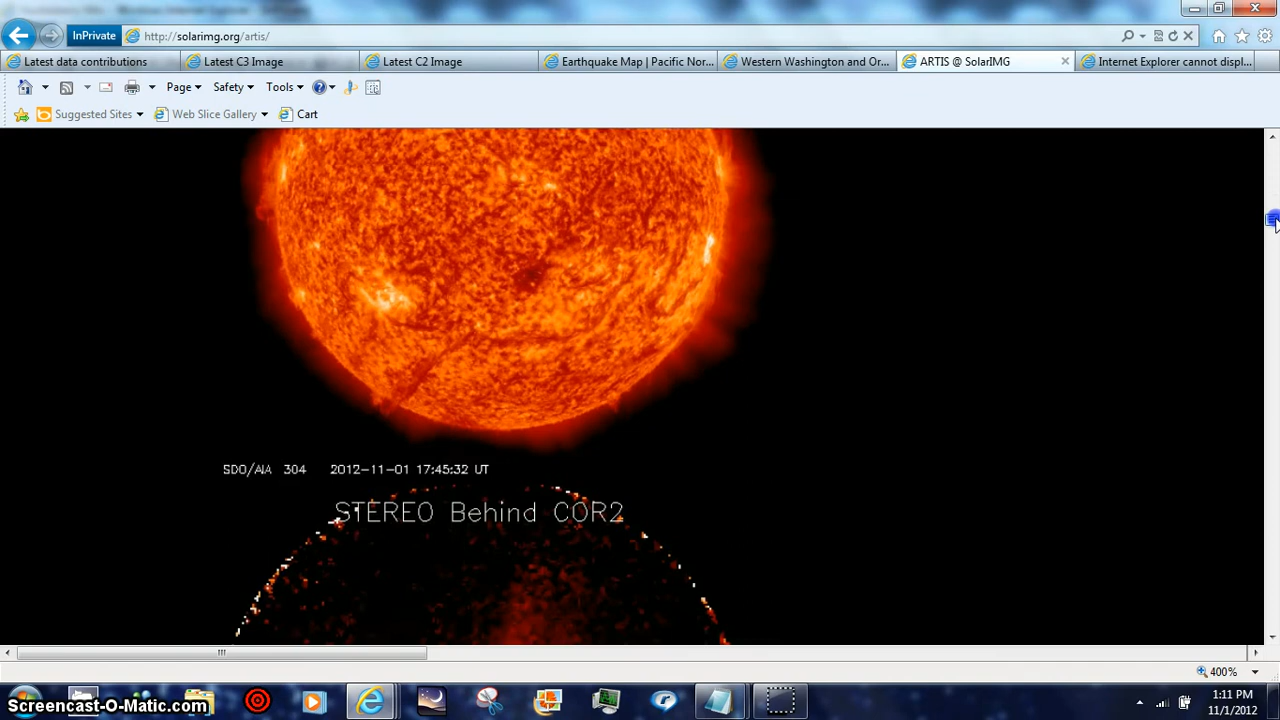 InPrivate
http://solarimg.org/artis/
Latest data contributions
Latest C3 Image
Latest C2 Image
Earthquake Map | Pacific Nor...
Western Washington and Or...
ARTIS @ SolarIMG
Internet Explorer cannot displ...
Page
Safety
Tools
Suggested Sites
Web Slice Gallery
Cart
SDO/AIA 304 2012-11-01 17:45:32 UT
STEREO Behind COR2
400%
Screencast-O-Matic.com
1:11 PM
11/1/2012